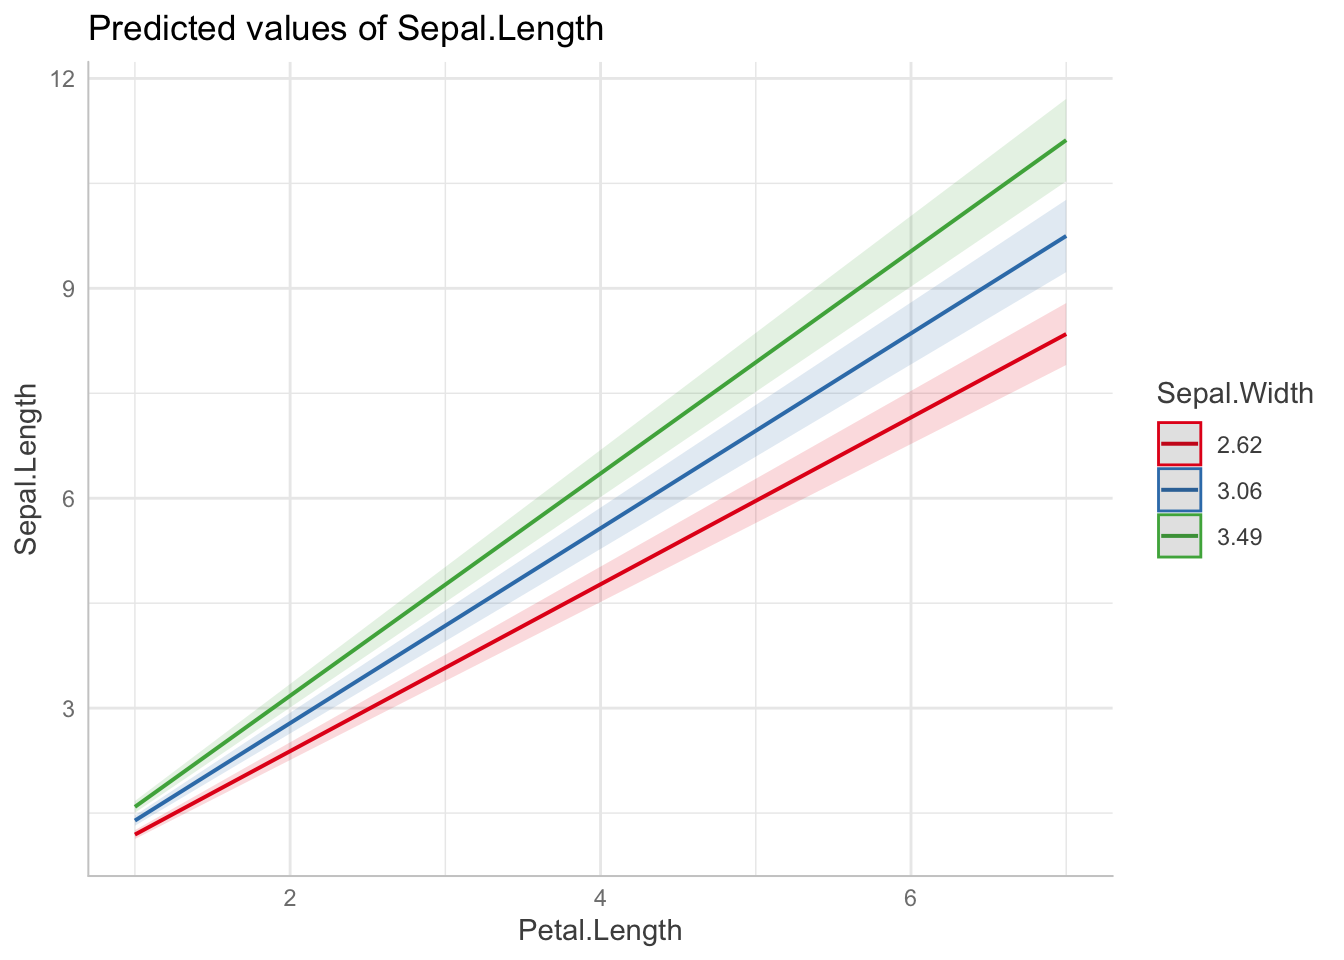 Predicted values of Sepal.Length
12
9
6
3
Sepal.Length
2
4
6
Petal.Length
Sepal.Width
2.62
3.06
3.49